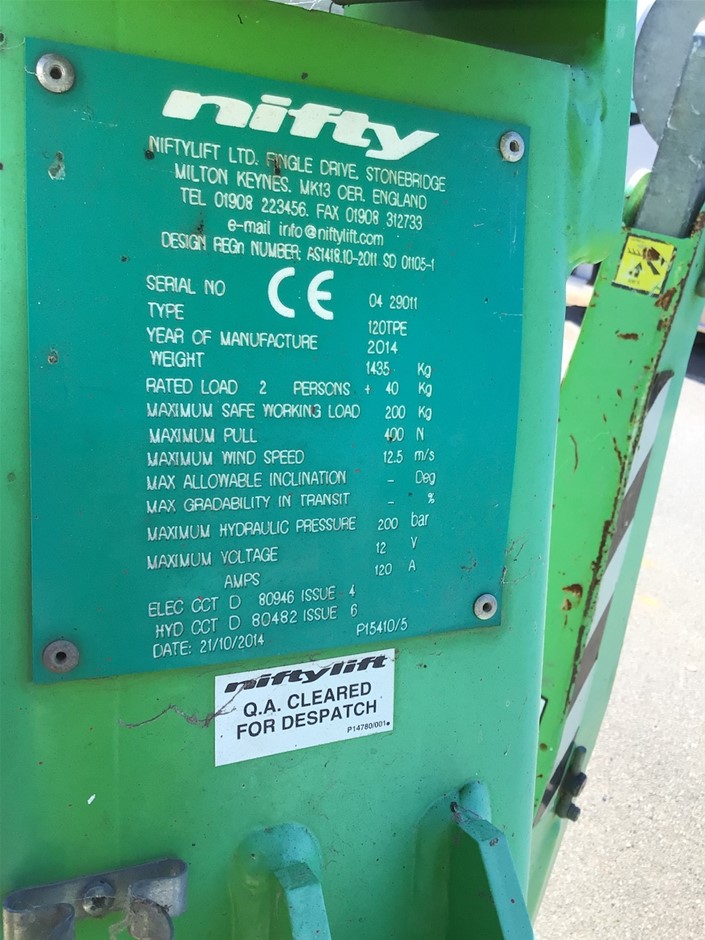 nifty
NIFTYLIFT LTD. FINGLE DRIVE, STONEBRIDGE
MILTON KEYNES. MK13 OER. ENGLAND
TEL 01908 223456. FAX 01908 312733
e-mail info@niftylift.com
DESIGN REGn NUMBER: AS1418.10-2011 SD 01105-1
CE
SERIAL NO 04 29011
TYPE 120TPE
YEAR OF MANUFACTURE 2014
WEIGHT 1435 Kg
RATED LOAD 2 PERSONS + 40 Kg
MAXIMUM SAFE WORKING LOAD 200 Kg
MAXIMUM PULL 400 N
MAXIMUM WIND SPEED 12.5 m/s
MAX ALLOWABLE INCLINATION - Deg
MAX GRADABILITY IN TRANSIT - %
MAXIMUM HYDRAULIC PRESSURE 200 bar
MAXIMUM VOLTAGE 12 V
AMPS 120 A
ELEC CCT D 80946 ISSUE 4
HYD CCT D 80482 ISSUE 6
DATE: 21/10/2014 P15410/5
niftylift
Q.A. CLEARED
FOR DESPATCH
P14780/001